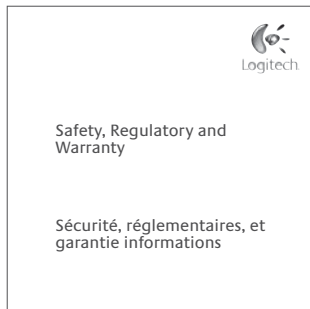 Logitech
Safety, Regulatory and
Warranty
Sécurité, réglementaires, et
garantie informations